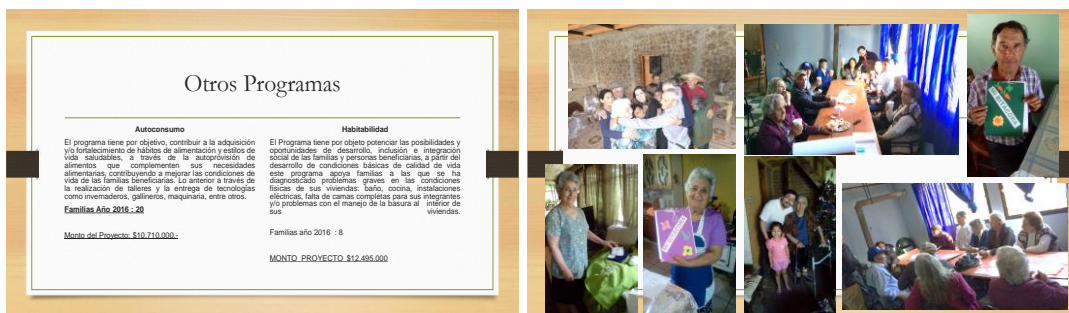 Otros Programas
Autoconsumo
El programa tiene por objetivo, contribuir a la adquisición
y/o fortalecimiento de hábitos de alimentación y estilos de
vida saludables, a través de la autoprovisión de
alimentos que complementen sus necesidades
alimentarias, contribuyendo a mejorar las condiciones de
vida de las familias beneficiarias. Lo anterior a través de
la realización de talleres y la entrega de tecnologías
como invernaderos, gallineros, maquinaria, entre otros.
Familias Año 2016 : 20
Monto del Proyecto: $10.710.000.-
Habitabilidad
El Programa tiene por objeto potenciar las posibilidades y
oportunidades de desarrollo, inclusión e integración
social de las familias y personas beneficiarias, a partir del
desarrollo de condiciones básicas de calidad de vida
este programa apoya familias a las que se ha
diagnosticado problemas graves en las condiciones
físicas de sus viviendas: baño, cocina, instalaciones
eléctricas, falta de camas completas para sus integrantes
y/o problemas con el manejo de la basura al interior de
sus viviendas.
Familias año 2016 : 8
MONTO PROYECTO $12.495.000